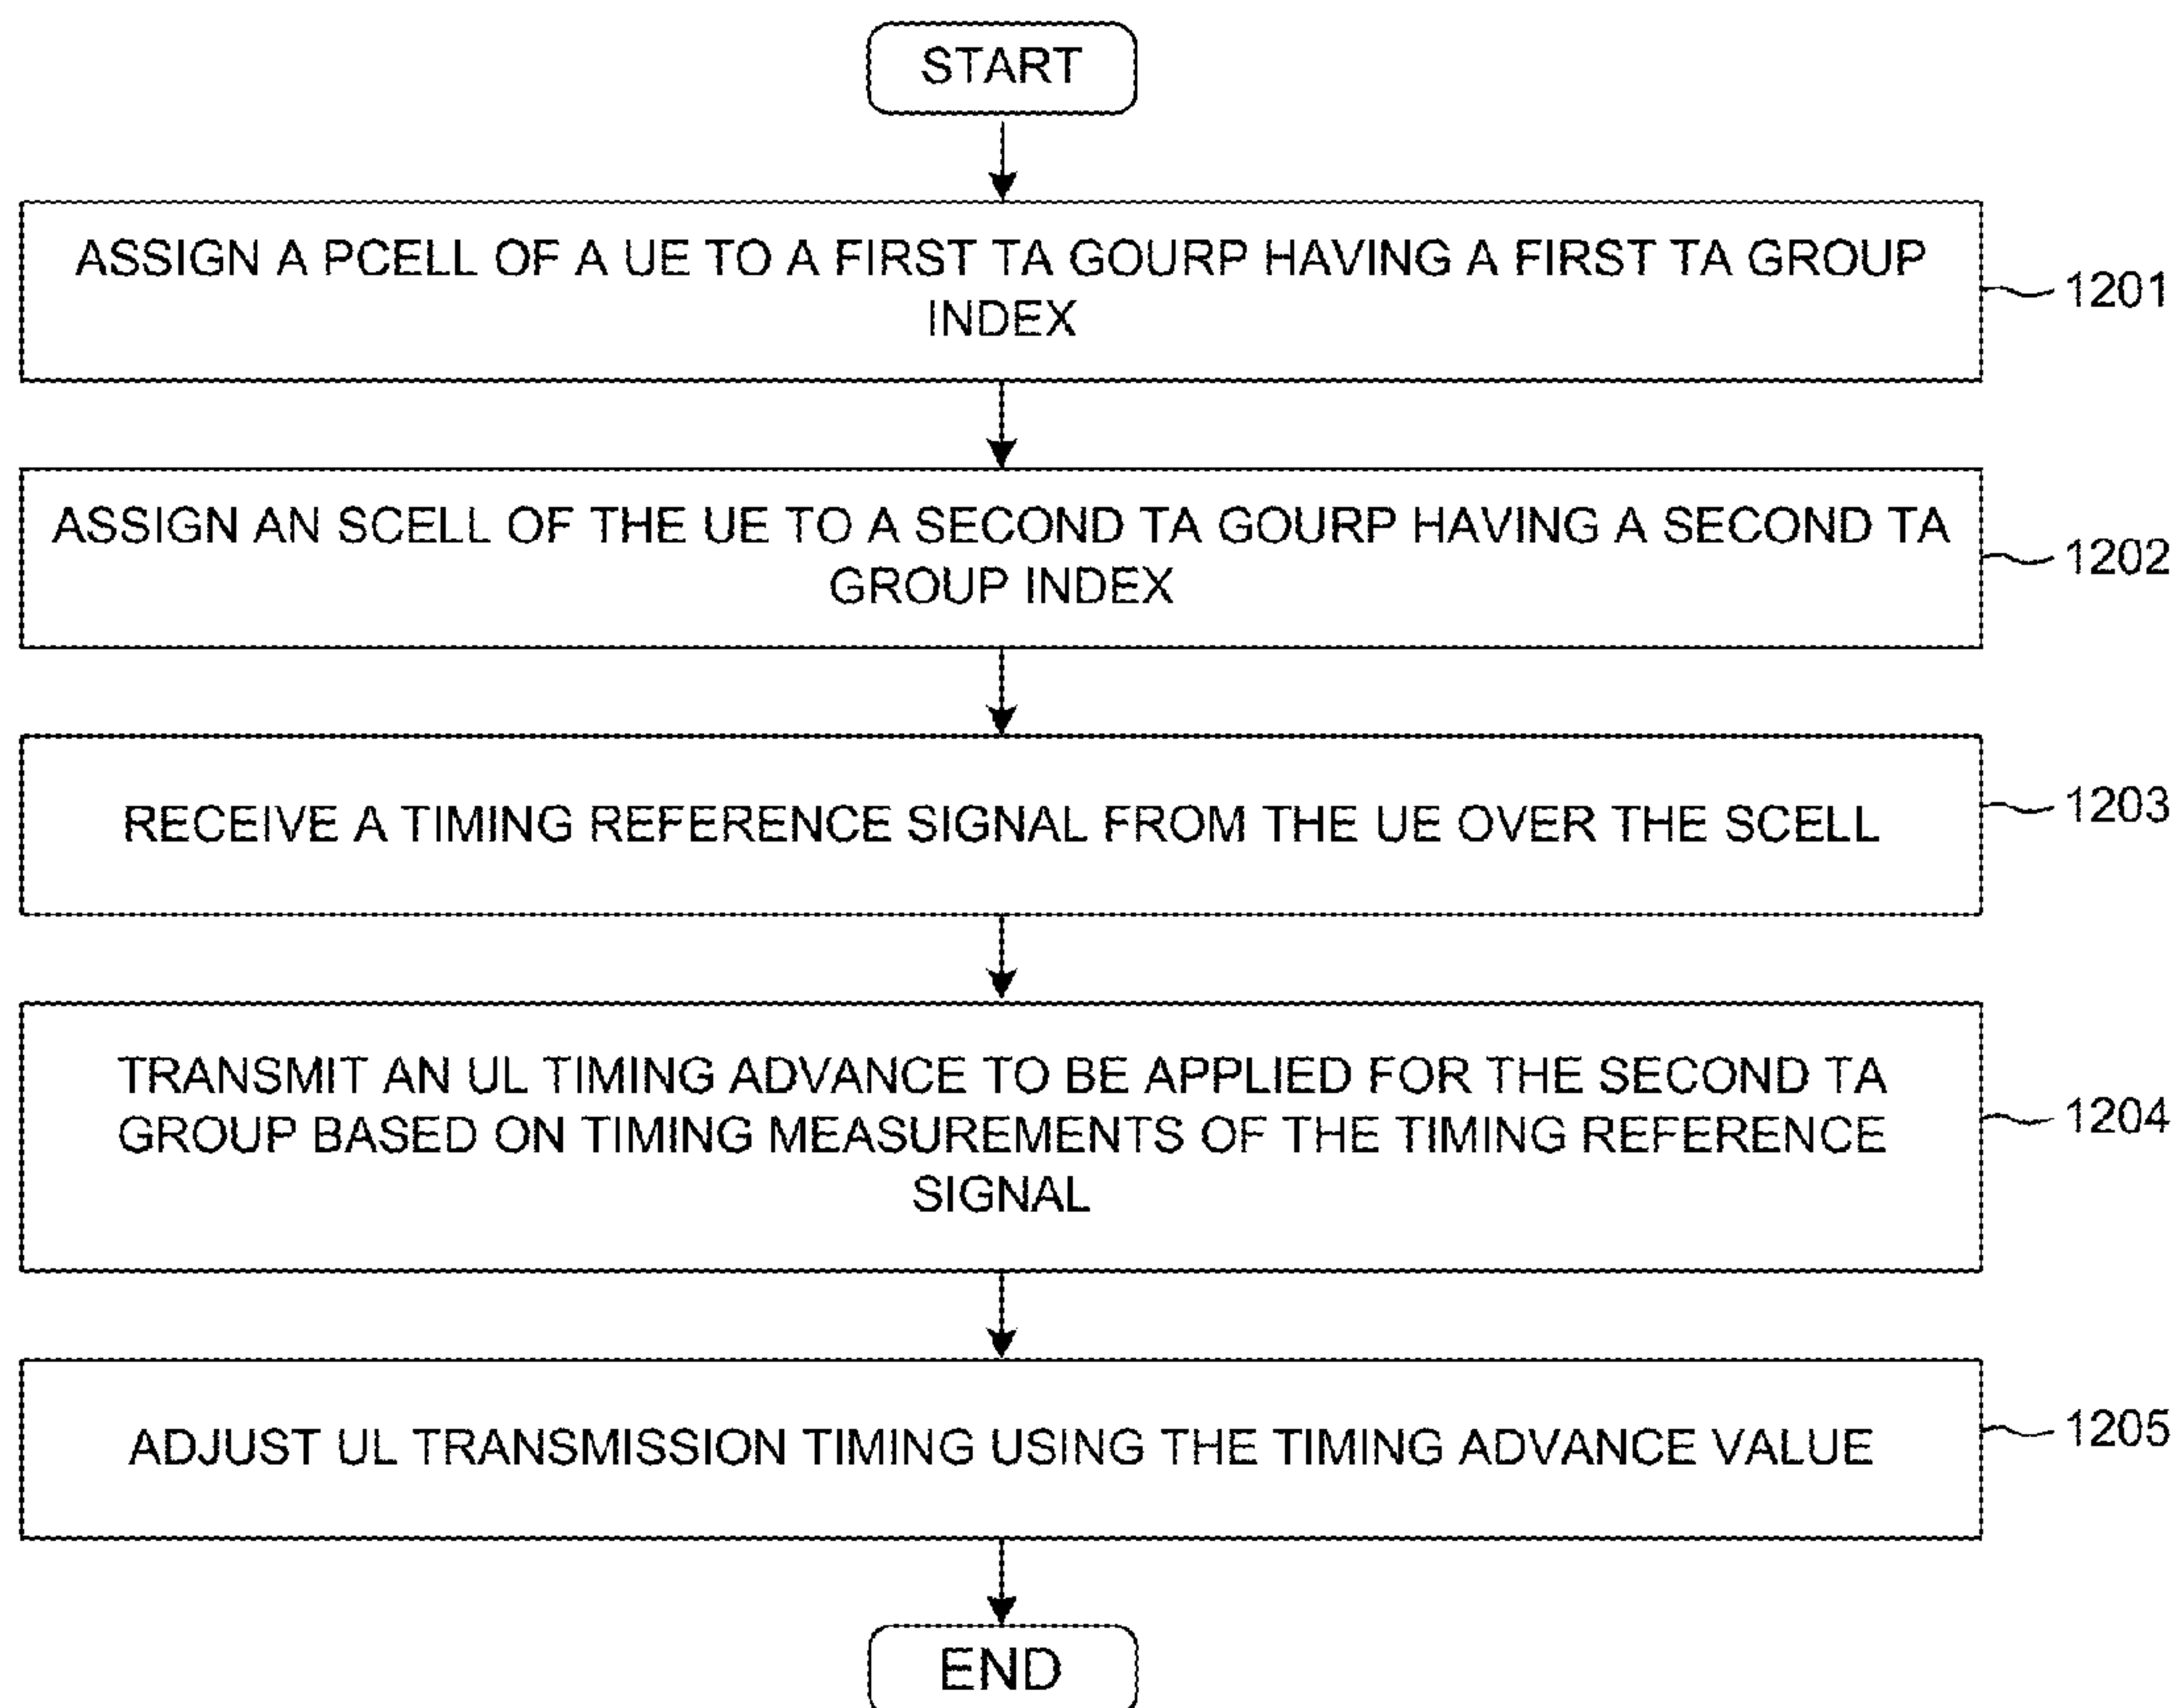 START
ASSIGN A PCELL OF A UE TO A FIRST TA GOURP HAVING A FIRST TA GROUP
INDEX
1201
ASSIGN AN SCELL OF THE UE TO A SECOND TA GOURP HAVING A SECOND TA
GROUP INDEX
1202
RECEIVE A TIMING REFERENCE SIGNAL FROM THE UE OVER THE SCELL
1203
TRANSMIT AN UL TIMING ADVANCE TO BE APPLIED FOR THE SECOND TA
GROUP BASED ON TIMING MEASUREMENTS OF THE TIMING REFERENCE
SIGNAL
1204
ADJUST UL TRANSMISSION TIMING USING THE TIMING ADVANCE VALUE
1205
END